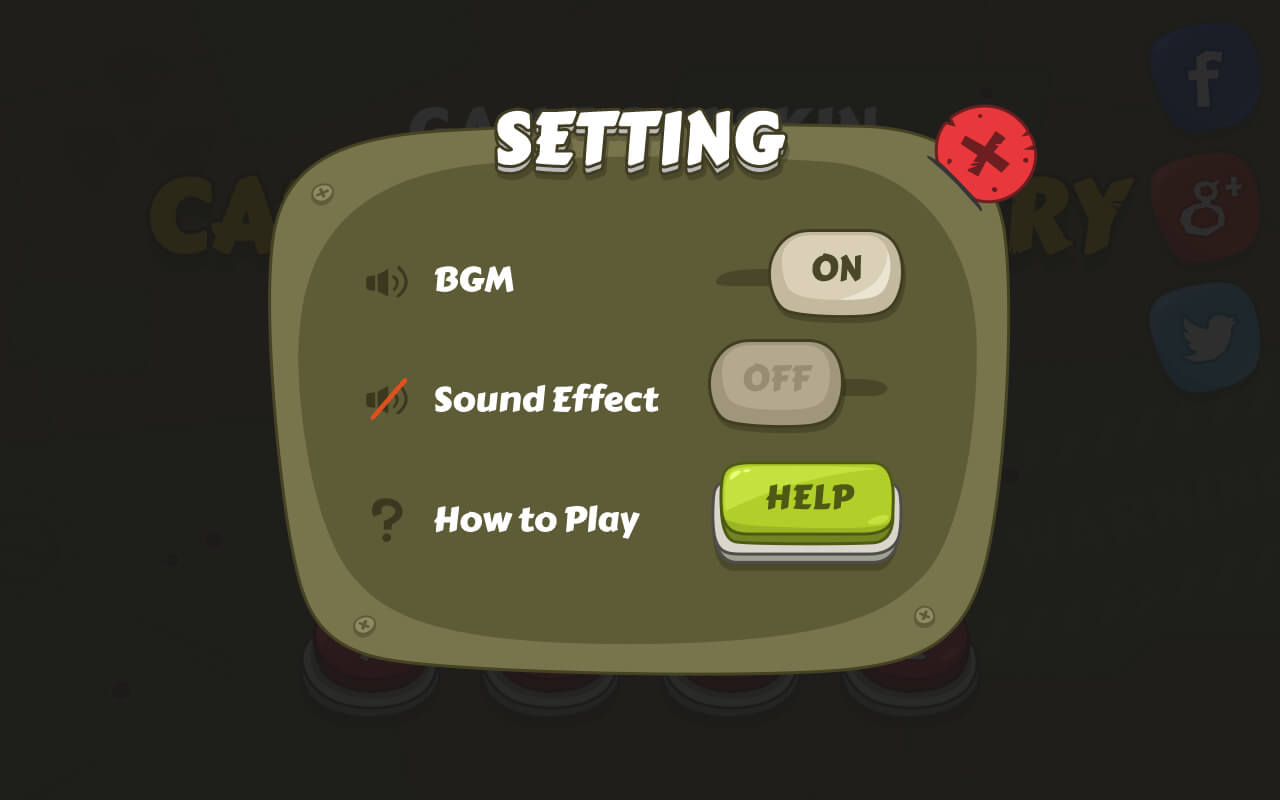 SETTING
BGM
ON
Sound Effect
OFF
How to Play
HELP
f
g+